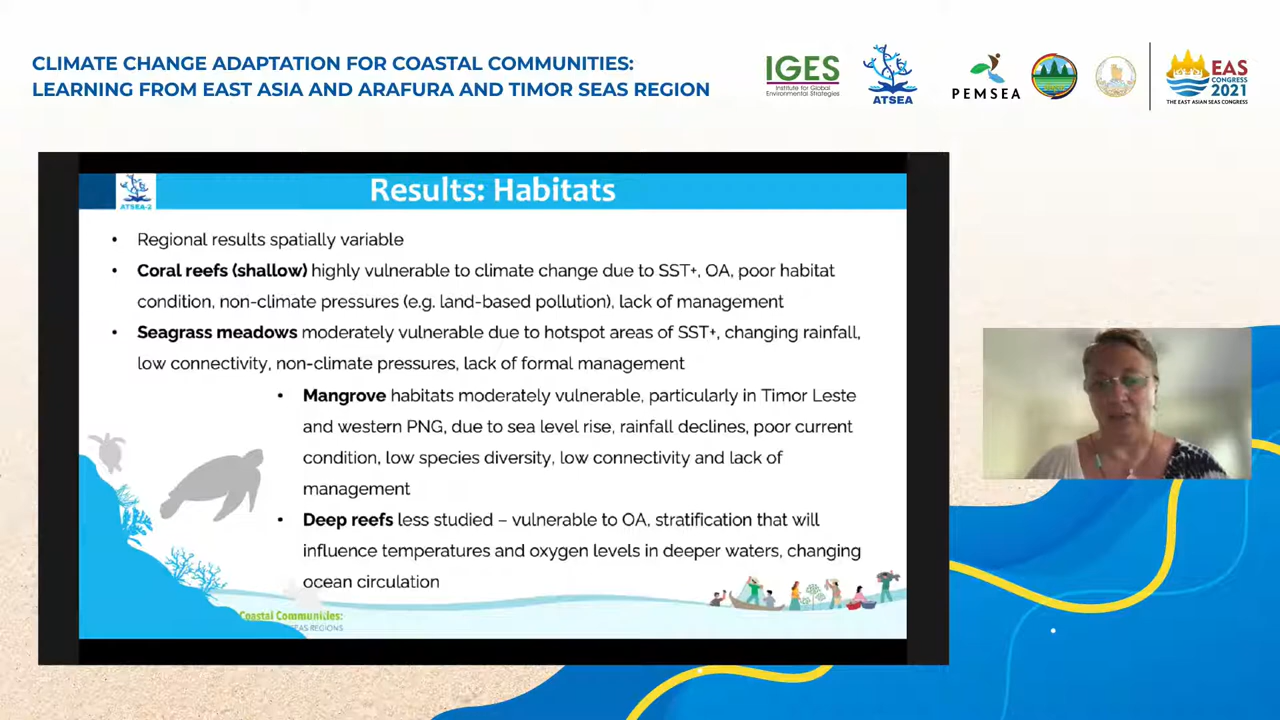 CLIMATE CHANGE ADAPTATION FOR COASTAL COMMUNITIES:
LEARNING FROM EAST ASIA AND ARAFURA AND TIMOR SEAS REGION
IGES
Institute for Global
Environmental Strategies
ATSEA
PEMSEA
EAS
CONGRESS
2021
THE EAST ASIAN SEAS CONGRESS
ATSEA-2
Results: Habitats
• Regional results spatially variable
• Coral reefs (shallow) highly vulnerable to climate change due to SST+, OA, poor habitat
condition, non-climate pressures (e.g. land-based pollution), lack of management
• Seagrass meadows moderately vulnerable due to hotspot areas of SST+, changing rainfall,
low connectivity, non-climate pressures, lack of formal management
• Mangrove habitats moderately vulnerable, particularly in Timor Leste
and western PNG, due to sea level rise, rainfall declines, poor current
condition, low species diversity, low connectivity and lack of
management
• Deep reefs less studied – vulnerable to OA, stratification that will
influence temperatures and oxygen levels in deeper waters, changing
ocean circulation
Coastal Communities:
SEAS REGIONS